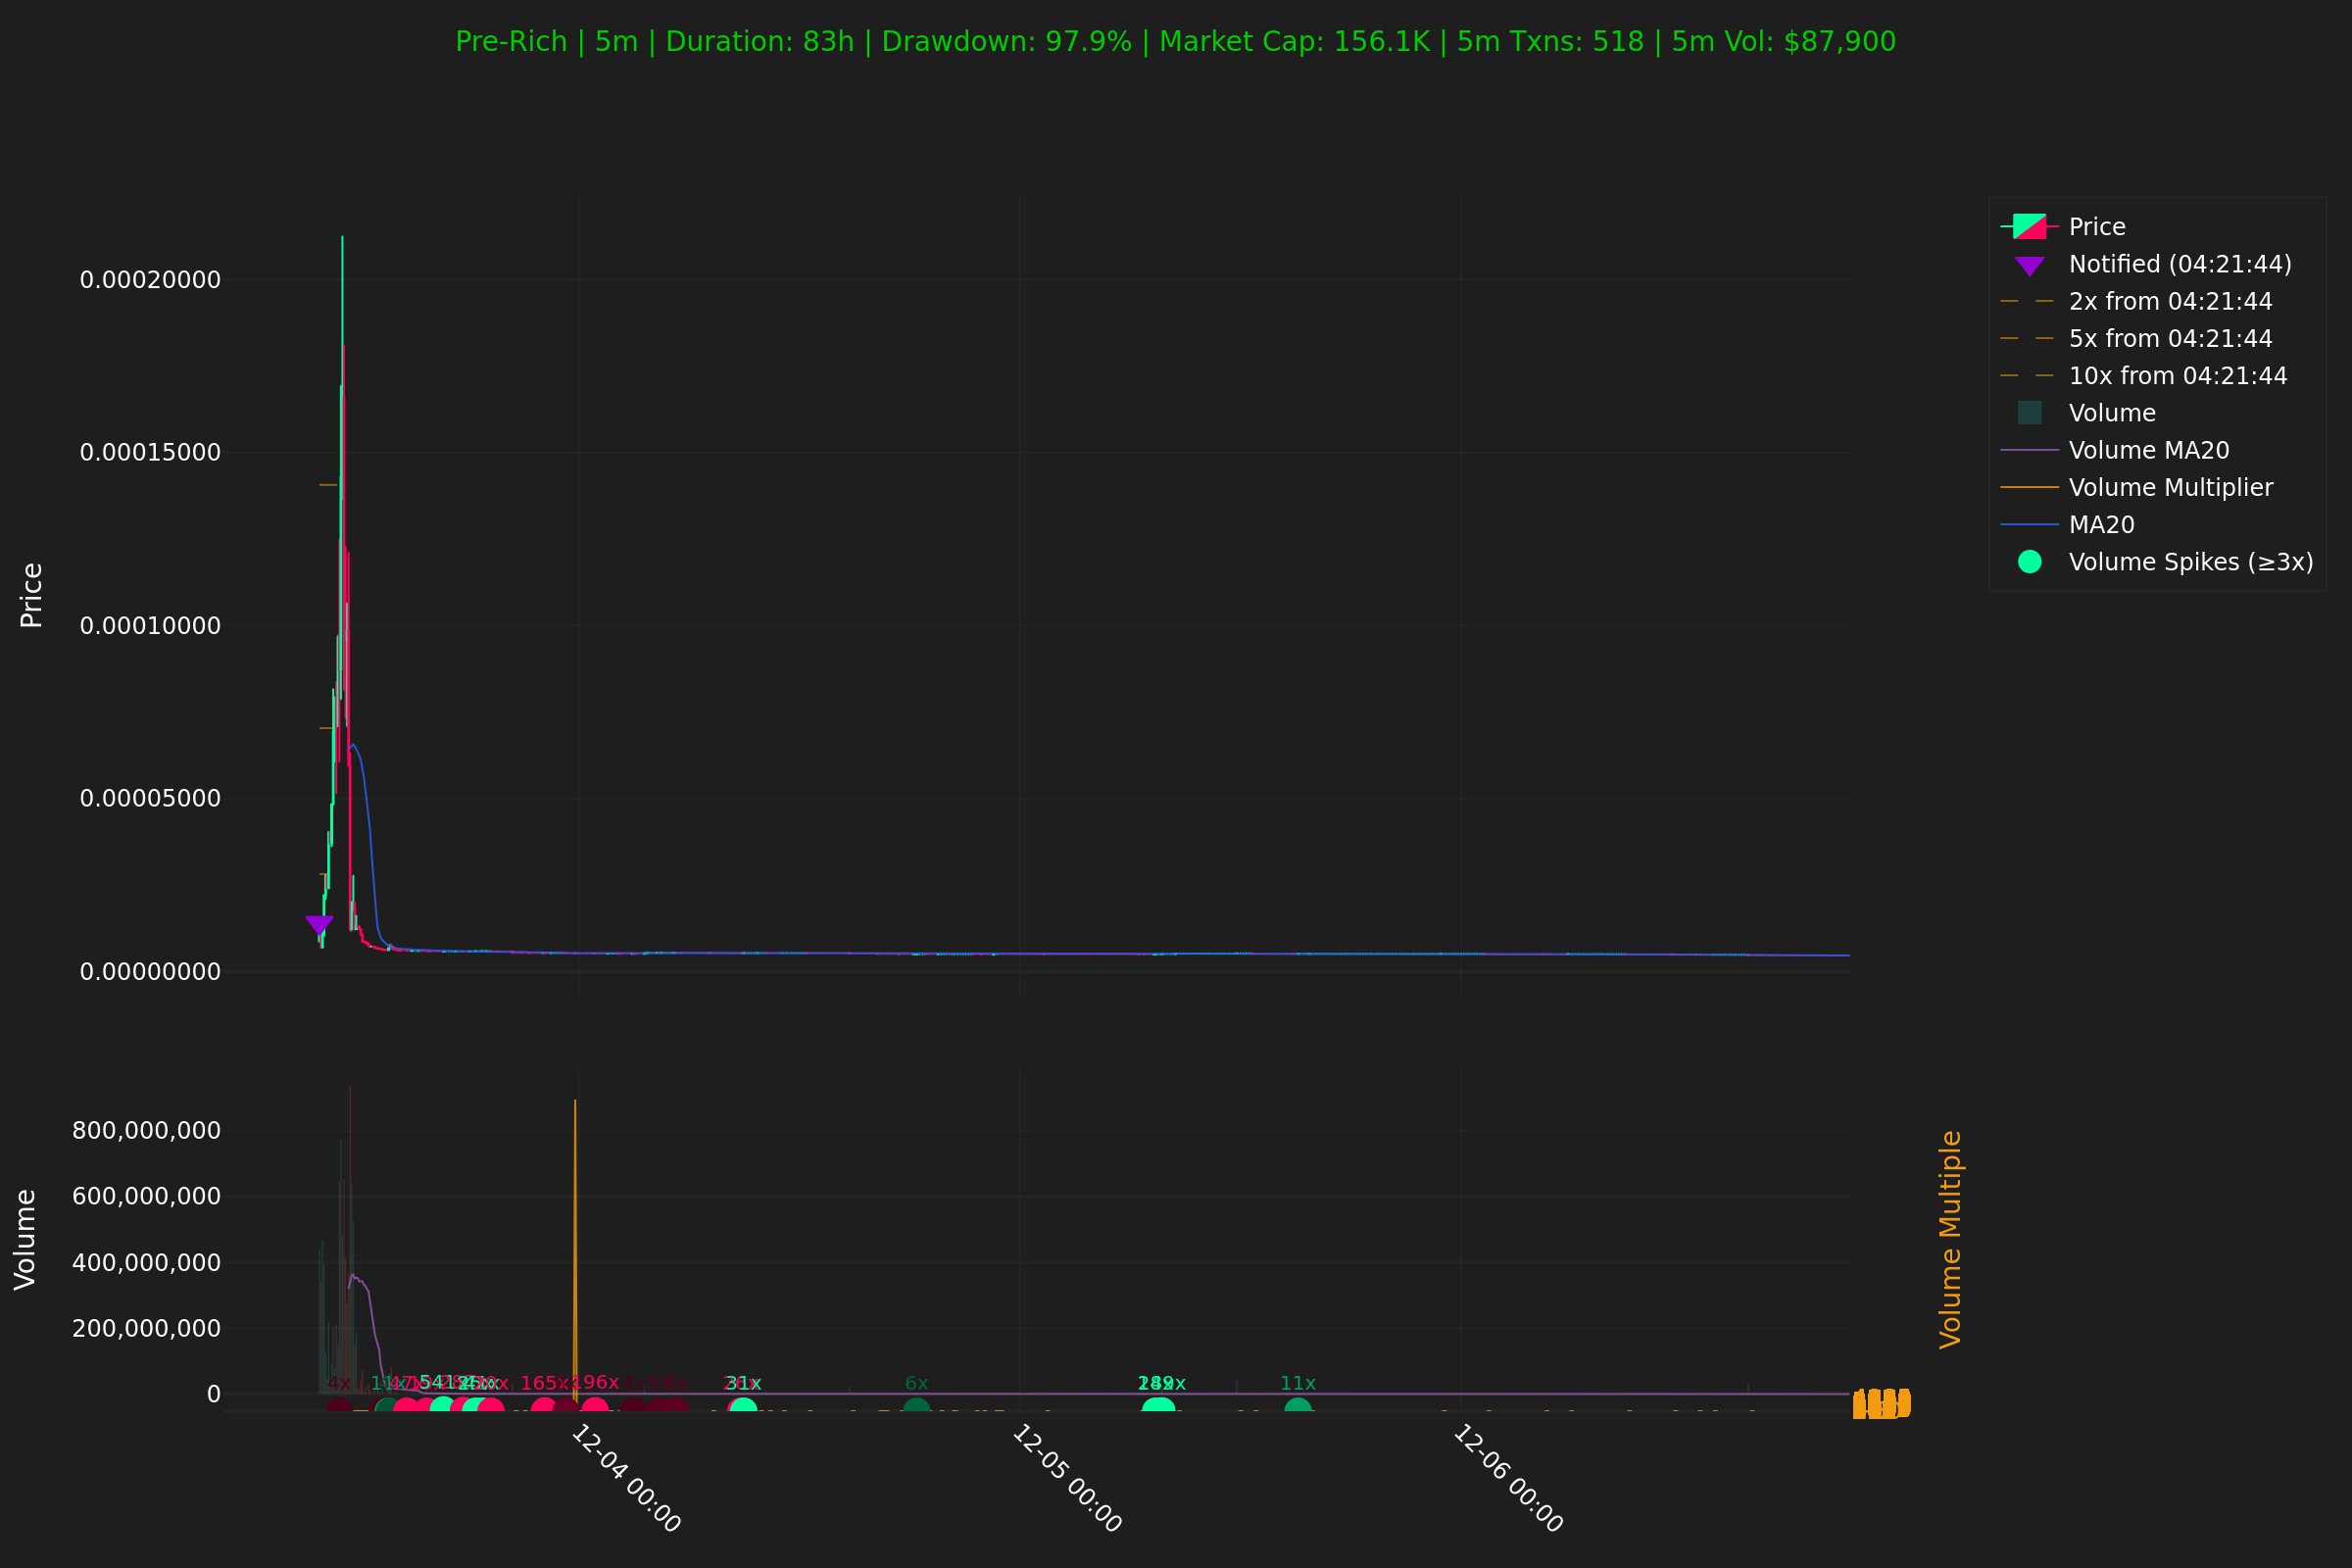 Pre-Rich | 5m | Duration: 83h | Drawdown: 97.9% | Market Cap: 156.1K | 5m Txns: 518 | 5m Vol: $87,900
Price
0.00020000
0.00015000
0.00010000
0.00005000
0.00000000
Price
Notified (04:21:44)
2x from 04:21:44
5x from 04:21:44
10x from 04:21:44
Volume
Volume MA20
Volume Multiplier
MA20
Volume Spikes (≥3x)
Volume
800,000,000
600,000,000
400,000,000
200,000,000
0
4x
165x
196x
31x
6x
11x
Volume Multiple
12-04 00:00
12-05 00:00
12-06 00:00